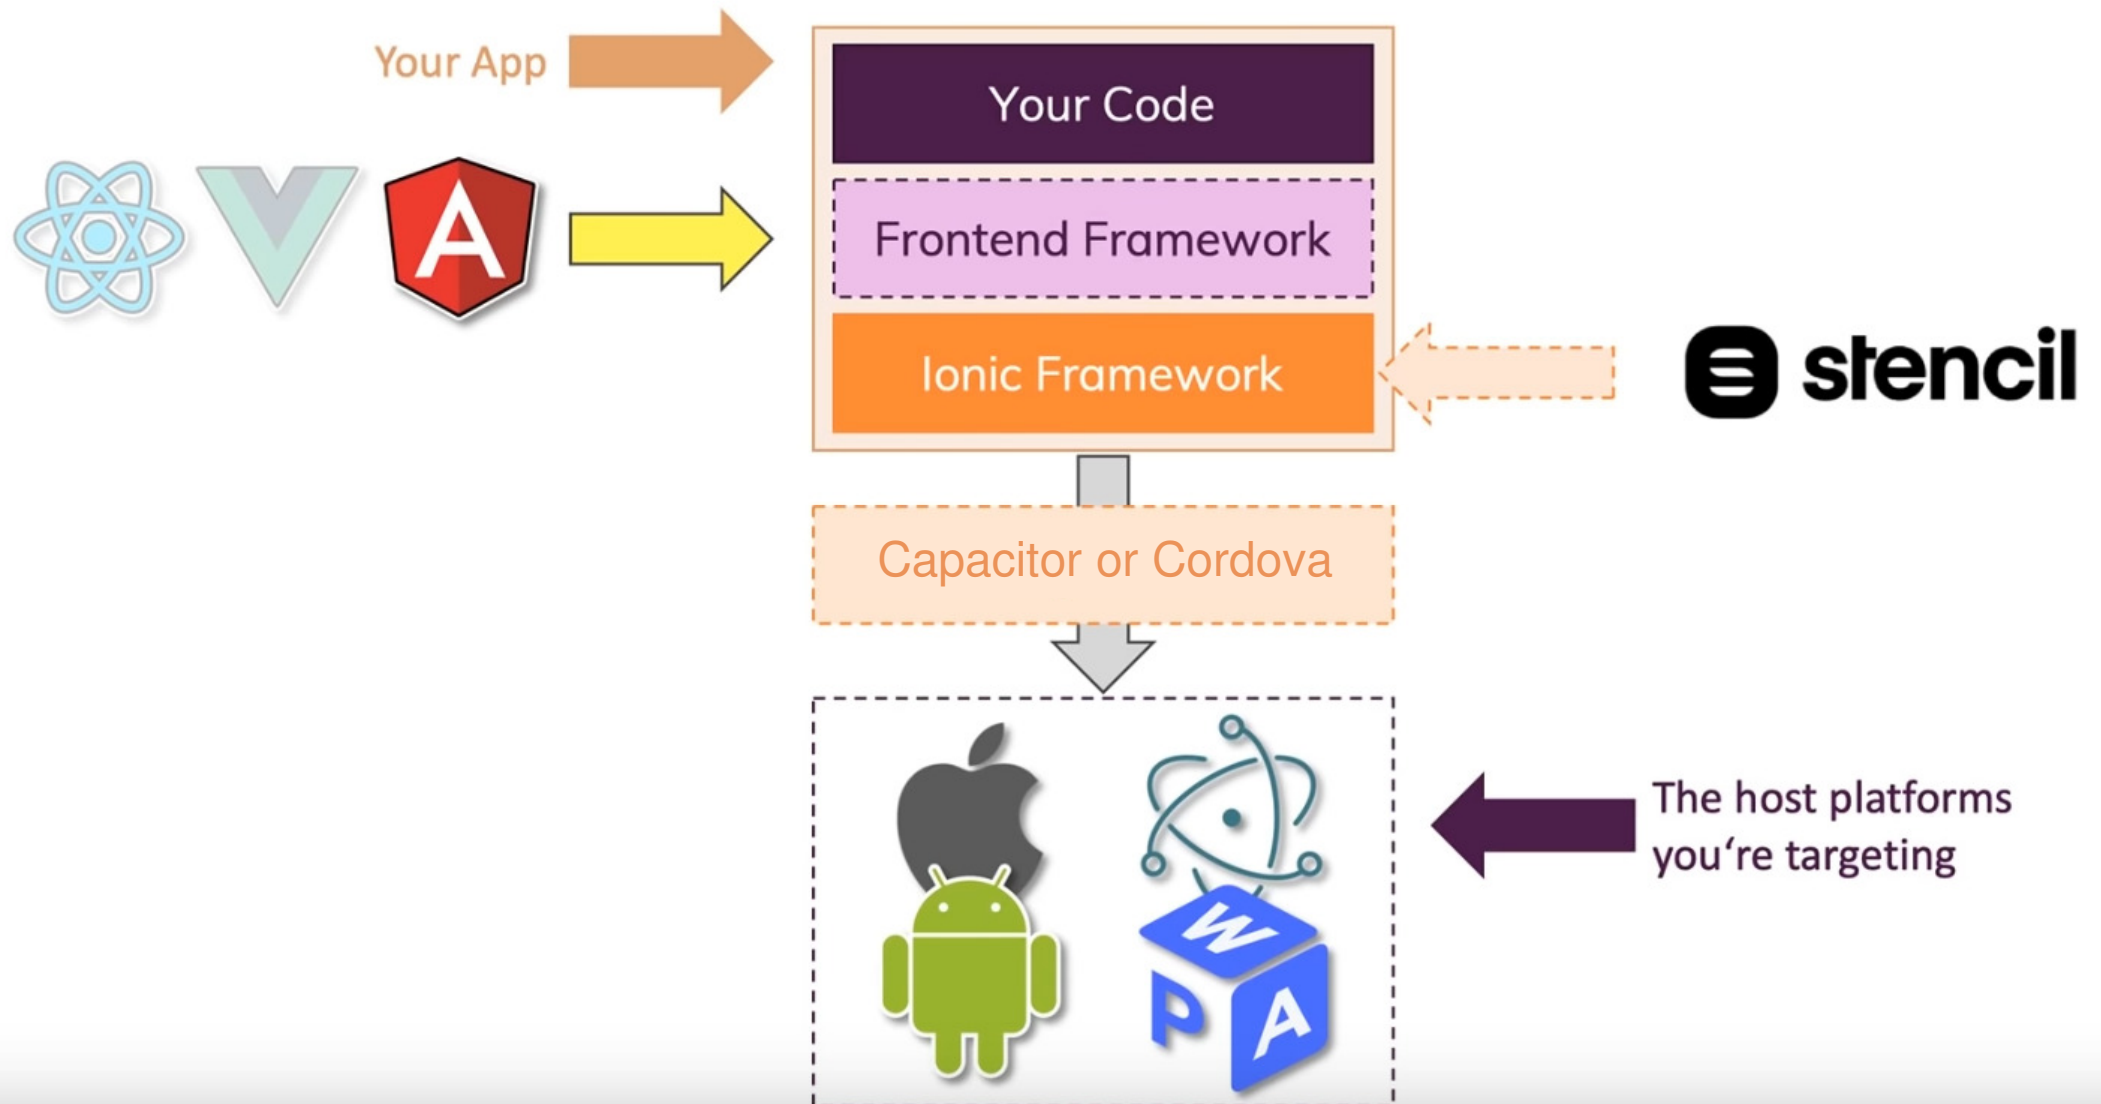 Your App
Your Code
A
Frontend Framework
Ionic Framework
stencil
Capacitor or Cordova
The host platforms
you‘re targeting
W
P
A